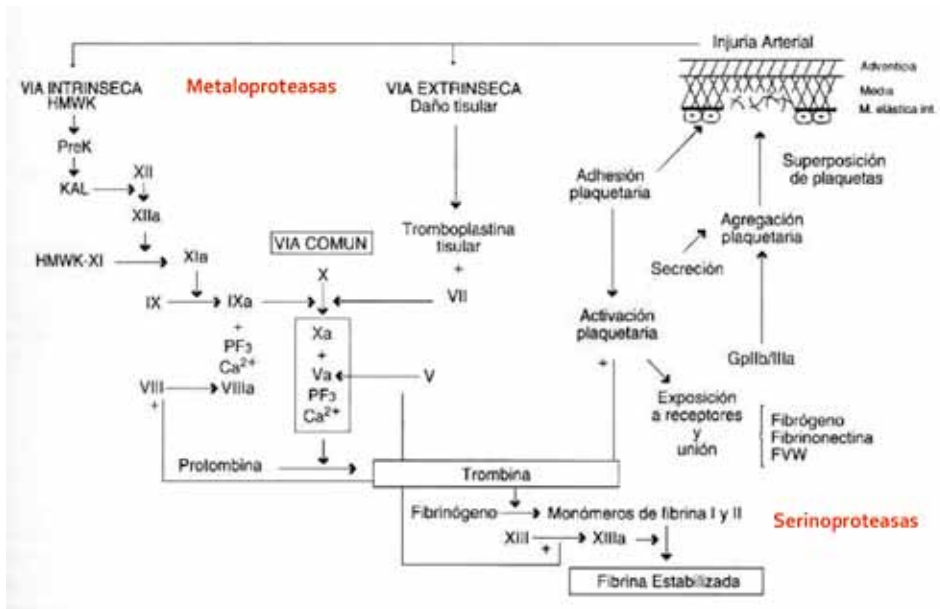 Injuria Arterial
Adventicia
Media
M. elástica int.
VIA INTRINSECA
HMWK
Metaloproteasas
VIA EXTRINSECA
Daño tisular
PreK
KAL
XII
XIIa
HMWK-XI
XIa
VIA COMUN
Tromboplastina
tisular
+
VII
X
IX
IXa
+
PF3
Ca2+
VIII
+
VIIIa
Xa
+
Va
PF3
Ca2+
V
Adhesión
plaquetaria
Superposición
de plaquetas
Agregación
plaquetaria
Secreción
Activación
plaquetaria
+
GpIIb/IIIa
Exposición
a receptores
y
unión
Fibrógeno
Fibrinonectina
FVW
Protombina
Trombina
Fibrinógeno
Monómeros de fibrina I y II
Serinoproteasas
XIII
+
XIIIa
Fibrina Estabilizada